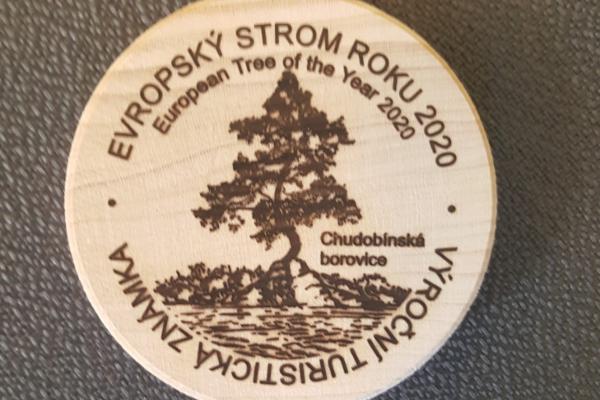 EVROPSKÝ STROM ROKU 2020
European Tree of the Year 2020
Chudobínská
borovice
VÝROČNÍ TURISTICKÁ ZNÁMKA